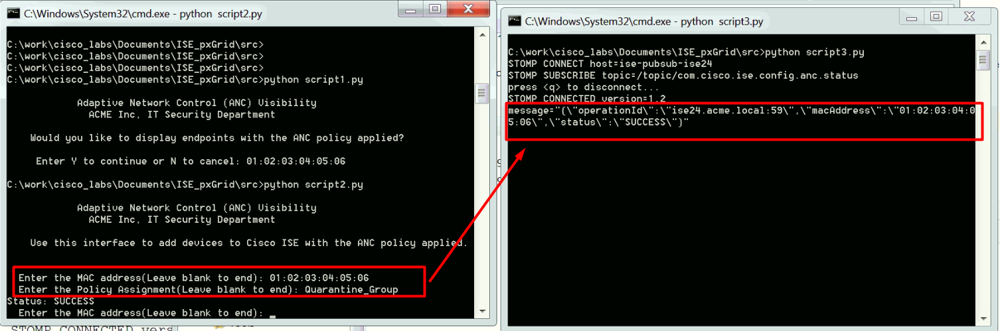 C:\Windows\System32\cmd.exe - python  script2.py
C:\work\cisco_labs\Documents\ISE_pxGrid\src>
C:\work\cisco_labs\Documents\ISE_pxGrid\src>
C:\work\cisco_labs\Documents\ISE_pxGrid\src>
C:\work\cisco_labs\Documents\ISE_pxGrid\src>python script1.py
Adaptive Network Control (ANC) Visibility
ACME Inc, IT Security Department
Would you like to display endpoints with the ANC policy applied?
Enter Y to continue or N to cancel: 01:02:03:04:05:06
C:\work\cisco_labs\Documents\ISE_pxGrid\src>python script2.py
Adaptive Network Control (ANC) Visibility
ACME Inc, IT Security Department
Use this interface to add devices to Cisco ISE with the ANC policy applied.
Enter the MAC address(Leave blank to end): 01:02:03:04:05:06
Enter the Policy Assignment(Leave blank to end): Quarantine_Group
Status: SUCCESS
Enter the MAC address(Leave blank to end): _
C:\Windows\System32\cmd.exe - python  script3.py
C:\work\cisco_labs\Documents\ISE_pxGrid\src>python script3.py
STOMP CONNECT host=ise-pubsub-ise24
STOMP SUBSCRIBE topic=/topic/com.cisco.ise.config.anc.status
press <q> to disconnect...
STOMP CONNECTED version=1.2
message="{\"operationId\":\"ise24.acme.local:59\",\"macAddress\":\"01:02:03:04:0
5:06\",\"status\":\"SUCCESS\"}"
STOMP CONNECTED vers